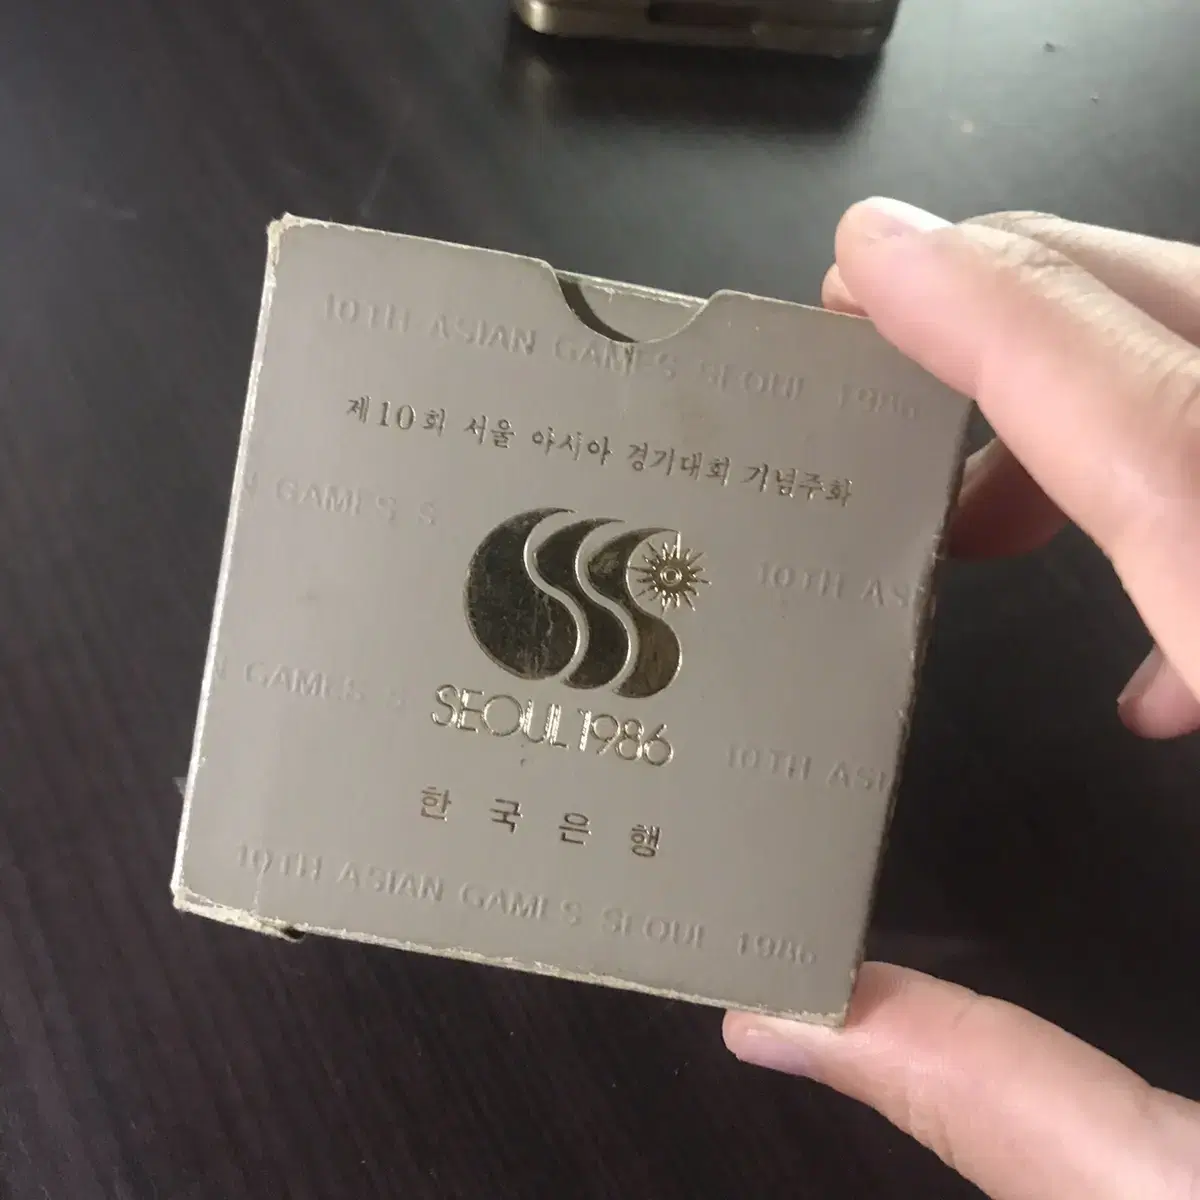 10TH ASIAN GAMES SEOUL 1986
제10회 서울 아시아 경기대회 기념주화
N GAMES S
10TH AS
SEOUL 1986
N GAMES S
10TH ASI
한국은행
10TH ASIAN GAMES SEOUL 1986